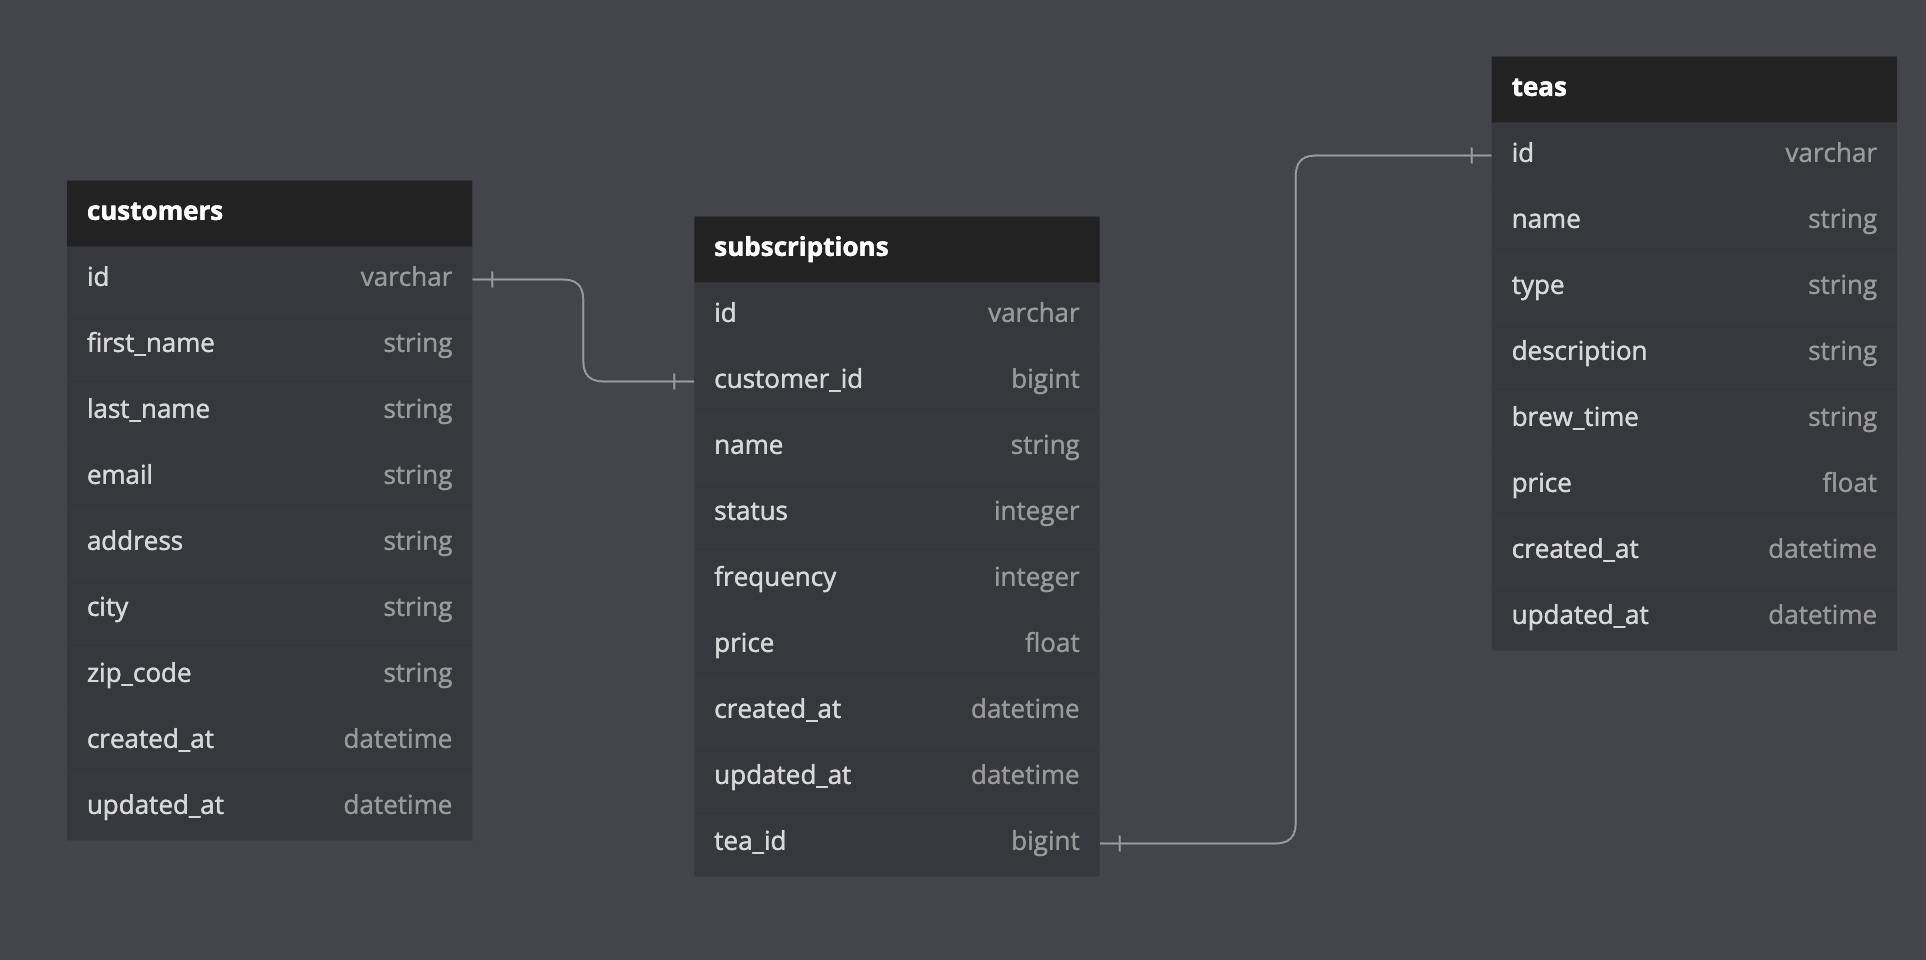 customers
id varchar
first_name string
last_name string
email string
address string
city string
zip_code string
created_at datetime
updated_at datetime
subscriptions
id varchar
customer_id bigint
name string
status integer
frequency integer
price float
created_at datetime
updated_at datetime
tea_id bigint
teas
id varchar
name string
type string
description string
brew_time string
price float
created_at datetime
updated_at datetime